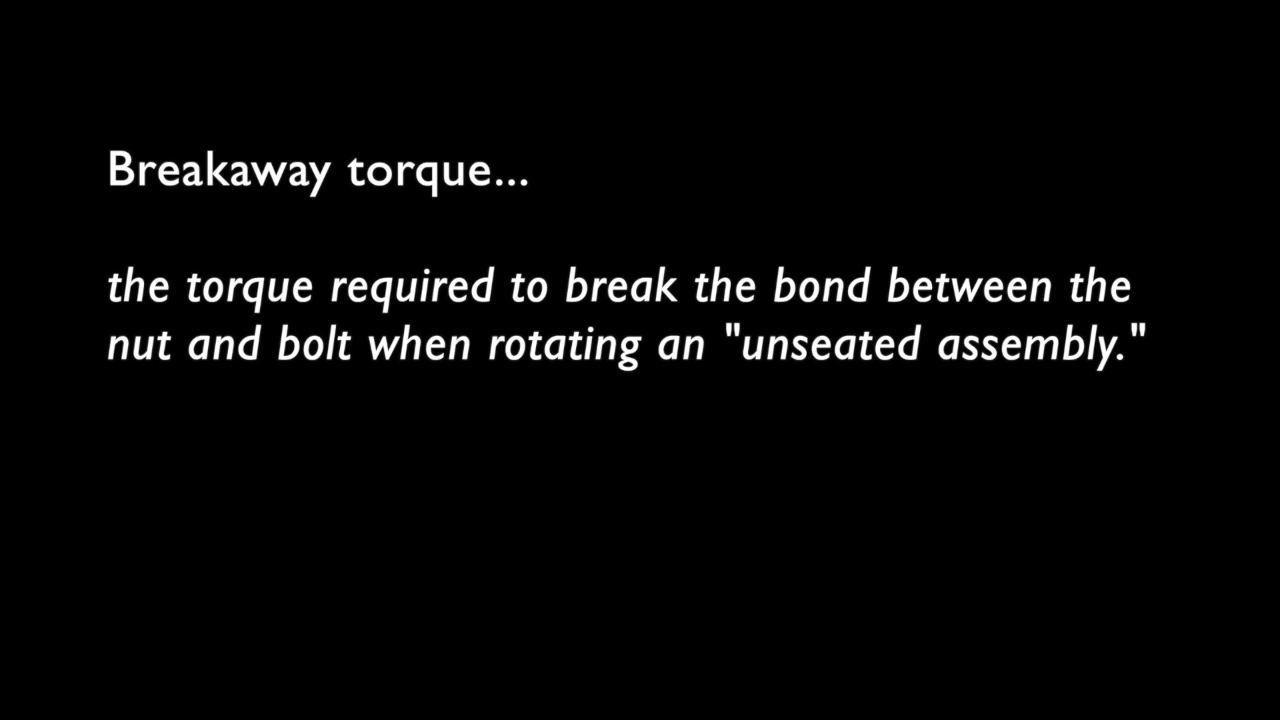 Breakaway torque...
the torque required to break the bond between the
nut and bolt when rotating an "unseated assembly."